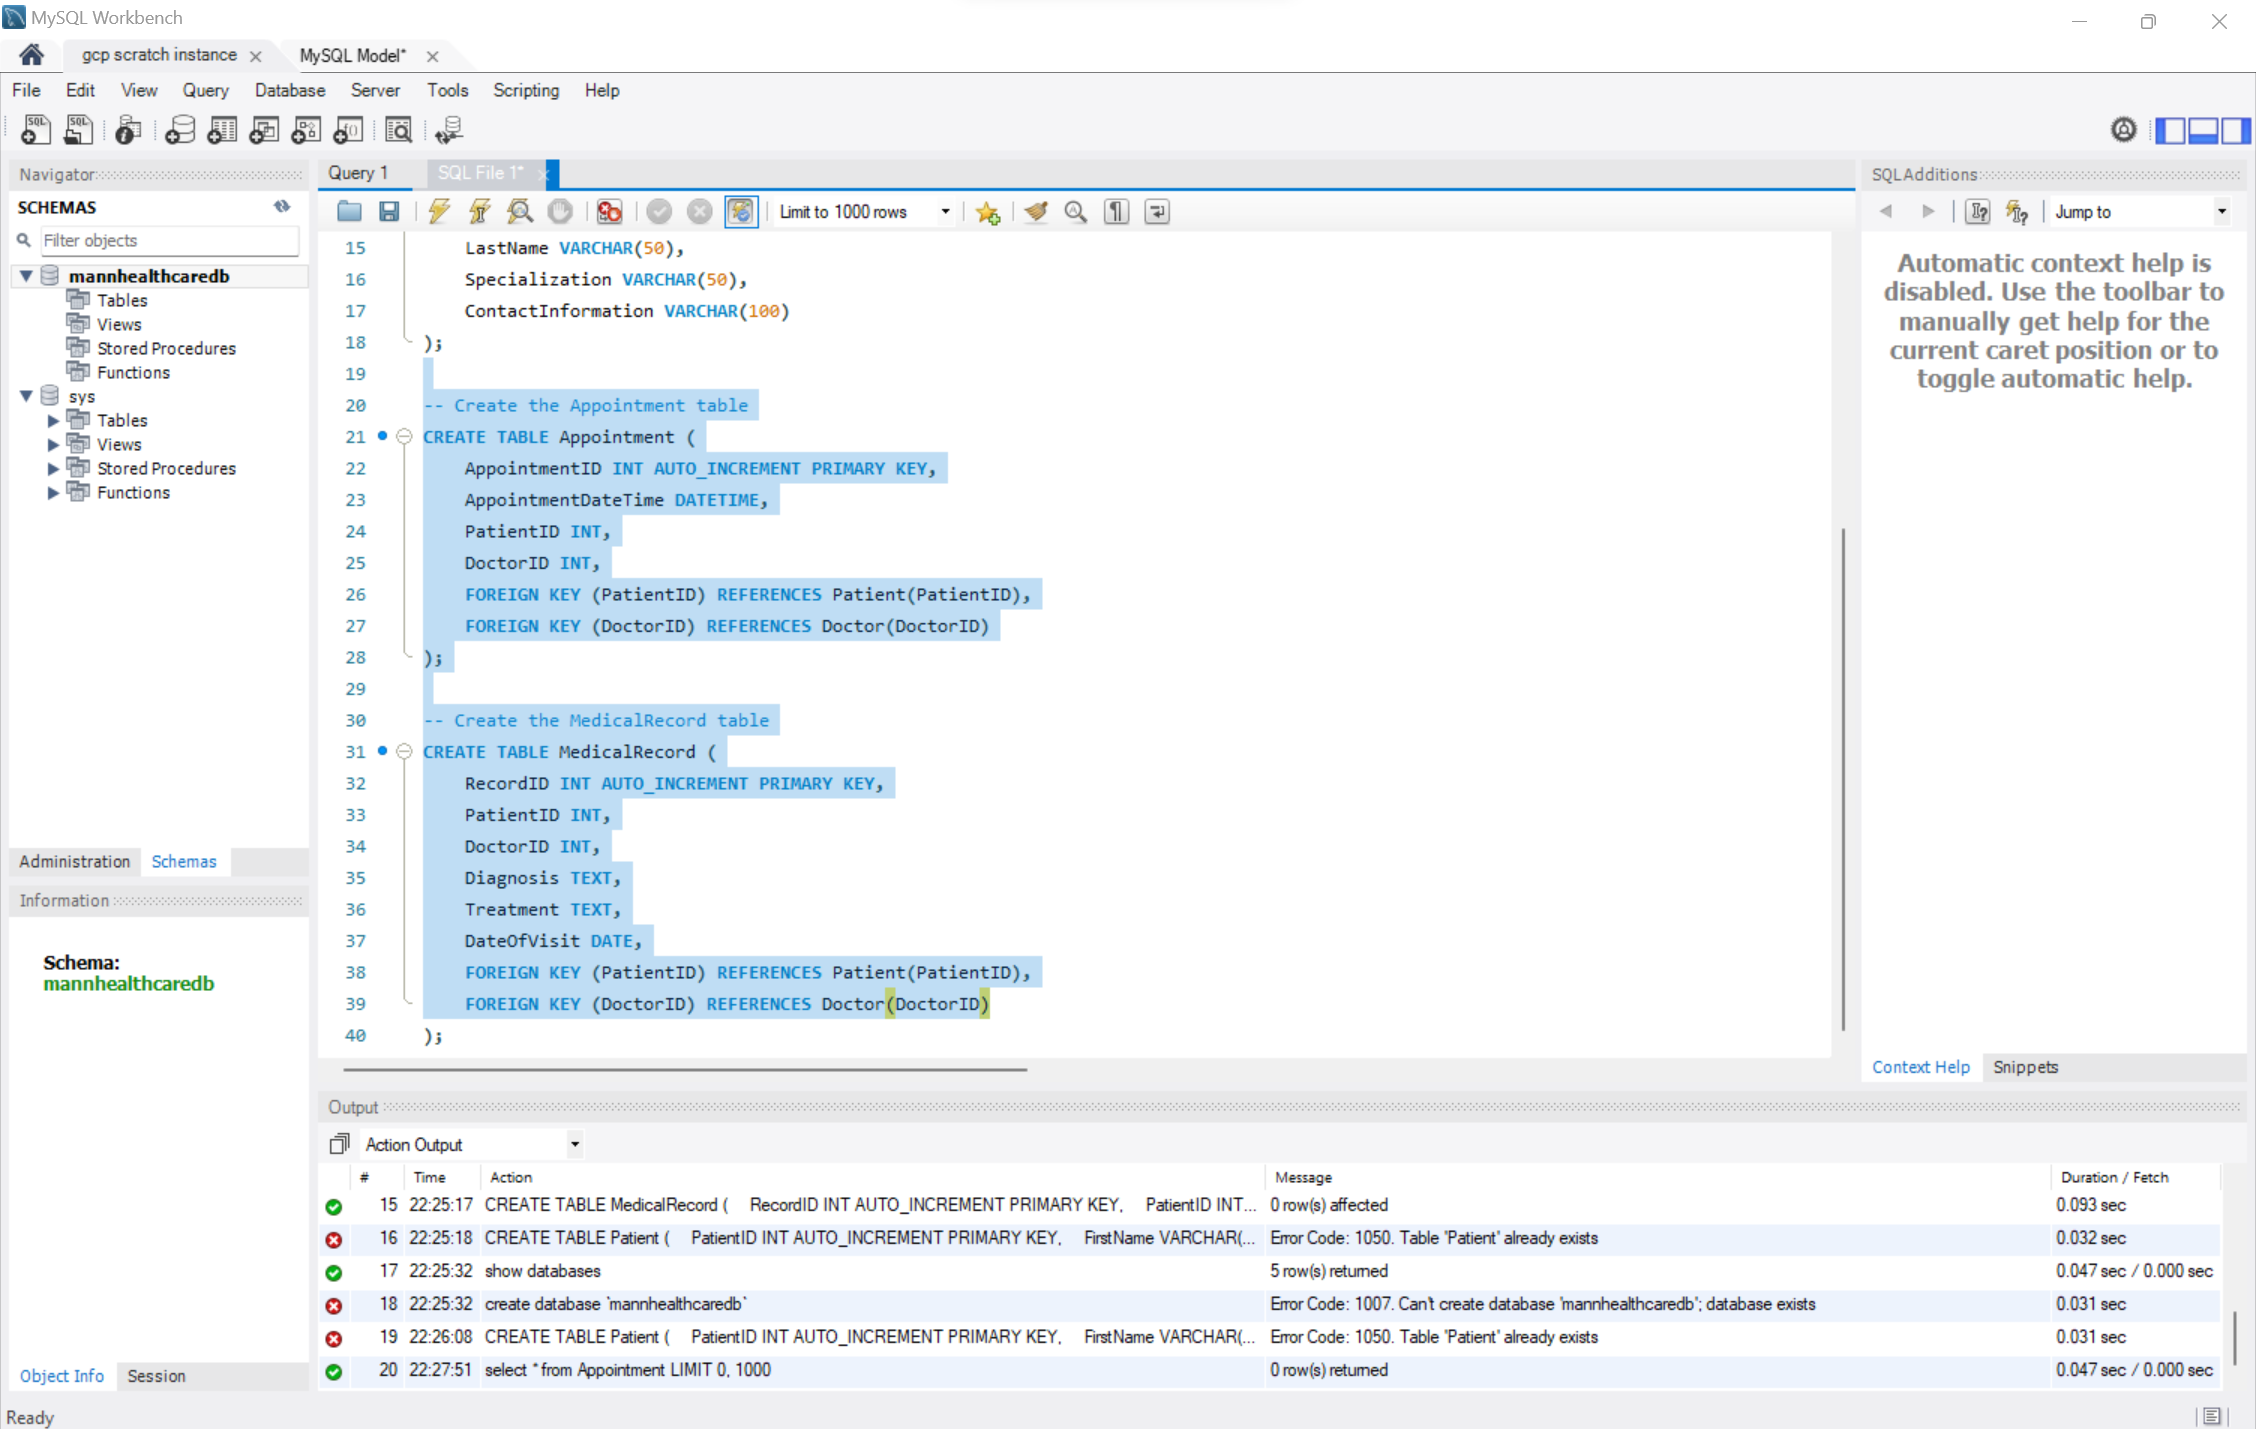 MySQL Workbench
gcp scratch instance
MySQL Model*
File Edit View Query Database Server Tools Scripting Help
Navigator
SCHEMAS
Filter objects
mannhealthcaredb
Tables
Views
Stored Procedures
Functions
sys
Tables
Views
Stored Procedures
Functions
Administration Schemas
Information
Schema:
mannhealthcaredb
Object Info Session
Query 1 SQL File 1*
Limit to 1000 rows
15 LastName VARCHAR(50),
16 Specialization VARCHAR(50),
17 ContactInformation VARCHAR(100)
18 );
19
20 -- Create the Appointment table
21 CREATE TABLE Appointment (
22 AppointmentID INT AUTO_INCREMENT PRIMARY KEY,
23 AppointmentDateTime DATETIME,
24 PatientID INT,
25 DoctorID INT,
26 FOREIGN KEY (PatientID) REFERENCES Patient(PatientID),
27 FOREIGN KEY (DoctorID) REFERENCES Doctor(DoctorID)
28 );
29
30 -- Create the MedicalRecord table
31 CREATE TABLE MedicalRecord (
32 RecordID INT AUTO_INCREMENT PRIMARY KEY,
33 PatientID INT,
34 DoctorID INT,
35 Diagnosis TEXT,
36 Treatment TEXT,
37 DateOfVisit DATE,
38 FOREIGN KEY (PatientID) REFERENCES Patient(PatientID),
39 FOREIGN KEY (DoctorID) REFERENCES Doctor(DoctorID)
40 );
SQLAdditions
Jump to
Automatic context help is
disabled. Use the toolbar to
manually get help for the
current caret position or to
toggle automatic help.
Context Help Snippets
Output
Action Output
# Time Action Message Duration / Fetch
15 22:25:17 CREATE TABLE MedicalRecord ( RecordID INT AUTO_INCREMENT PRIMARY KEY, PatientID INT... 0 row(s) affected 0.093 sec
16 22:25:18 CREATE TABLE Patient ( PatientID INT AUTO_INCREMENT PRIMARY KEY, FirstName VARCHAR(... Error Code: 1050. Table 'Patient' already exists 0.032 sec
17 22:25:32 show databases 5 row(s) returned 0.047 sec / 0.000 sec
18 22:25:32 create database `mannhealthcaredb` Error Code: 1007. Can't create database 'mannhealthcaredb'; database exists 0.031 sec
19 22:26:08 CREATE TABLE Patient ( PatientID INT AUTO_INCREMENT PRIMARY KEY, FirstName VARCHAR(... Error Code: 1050. Table 'Patient' already exists 0.031 sec
20 22:27:51 select * from Appointment LIMIT 0, 1000 0 row(s) returned 0.047 sec / 0.000 sec
Ready